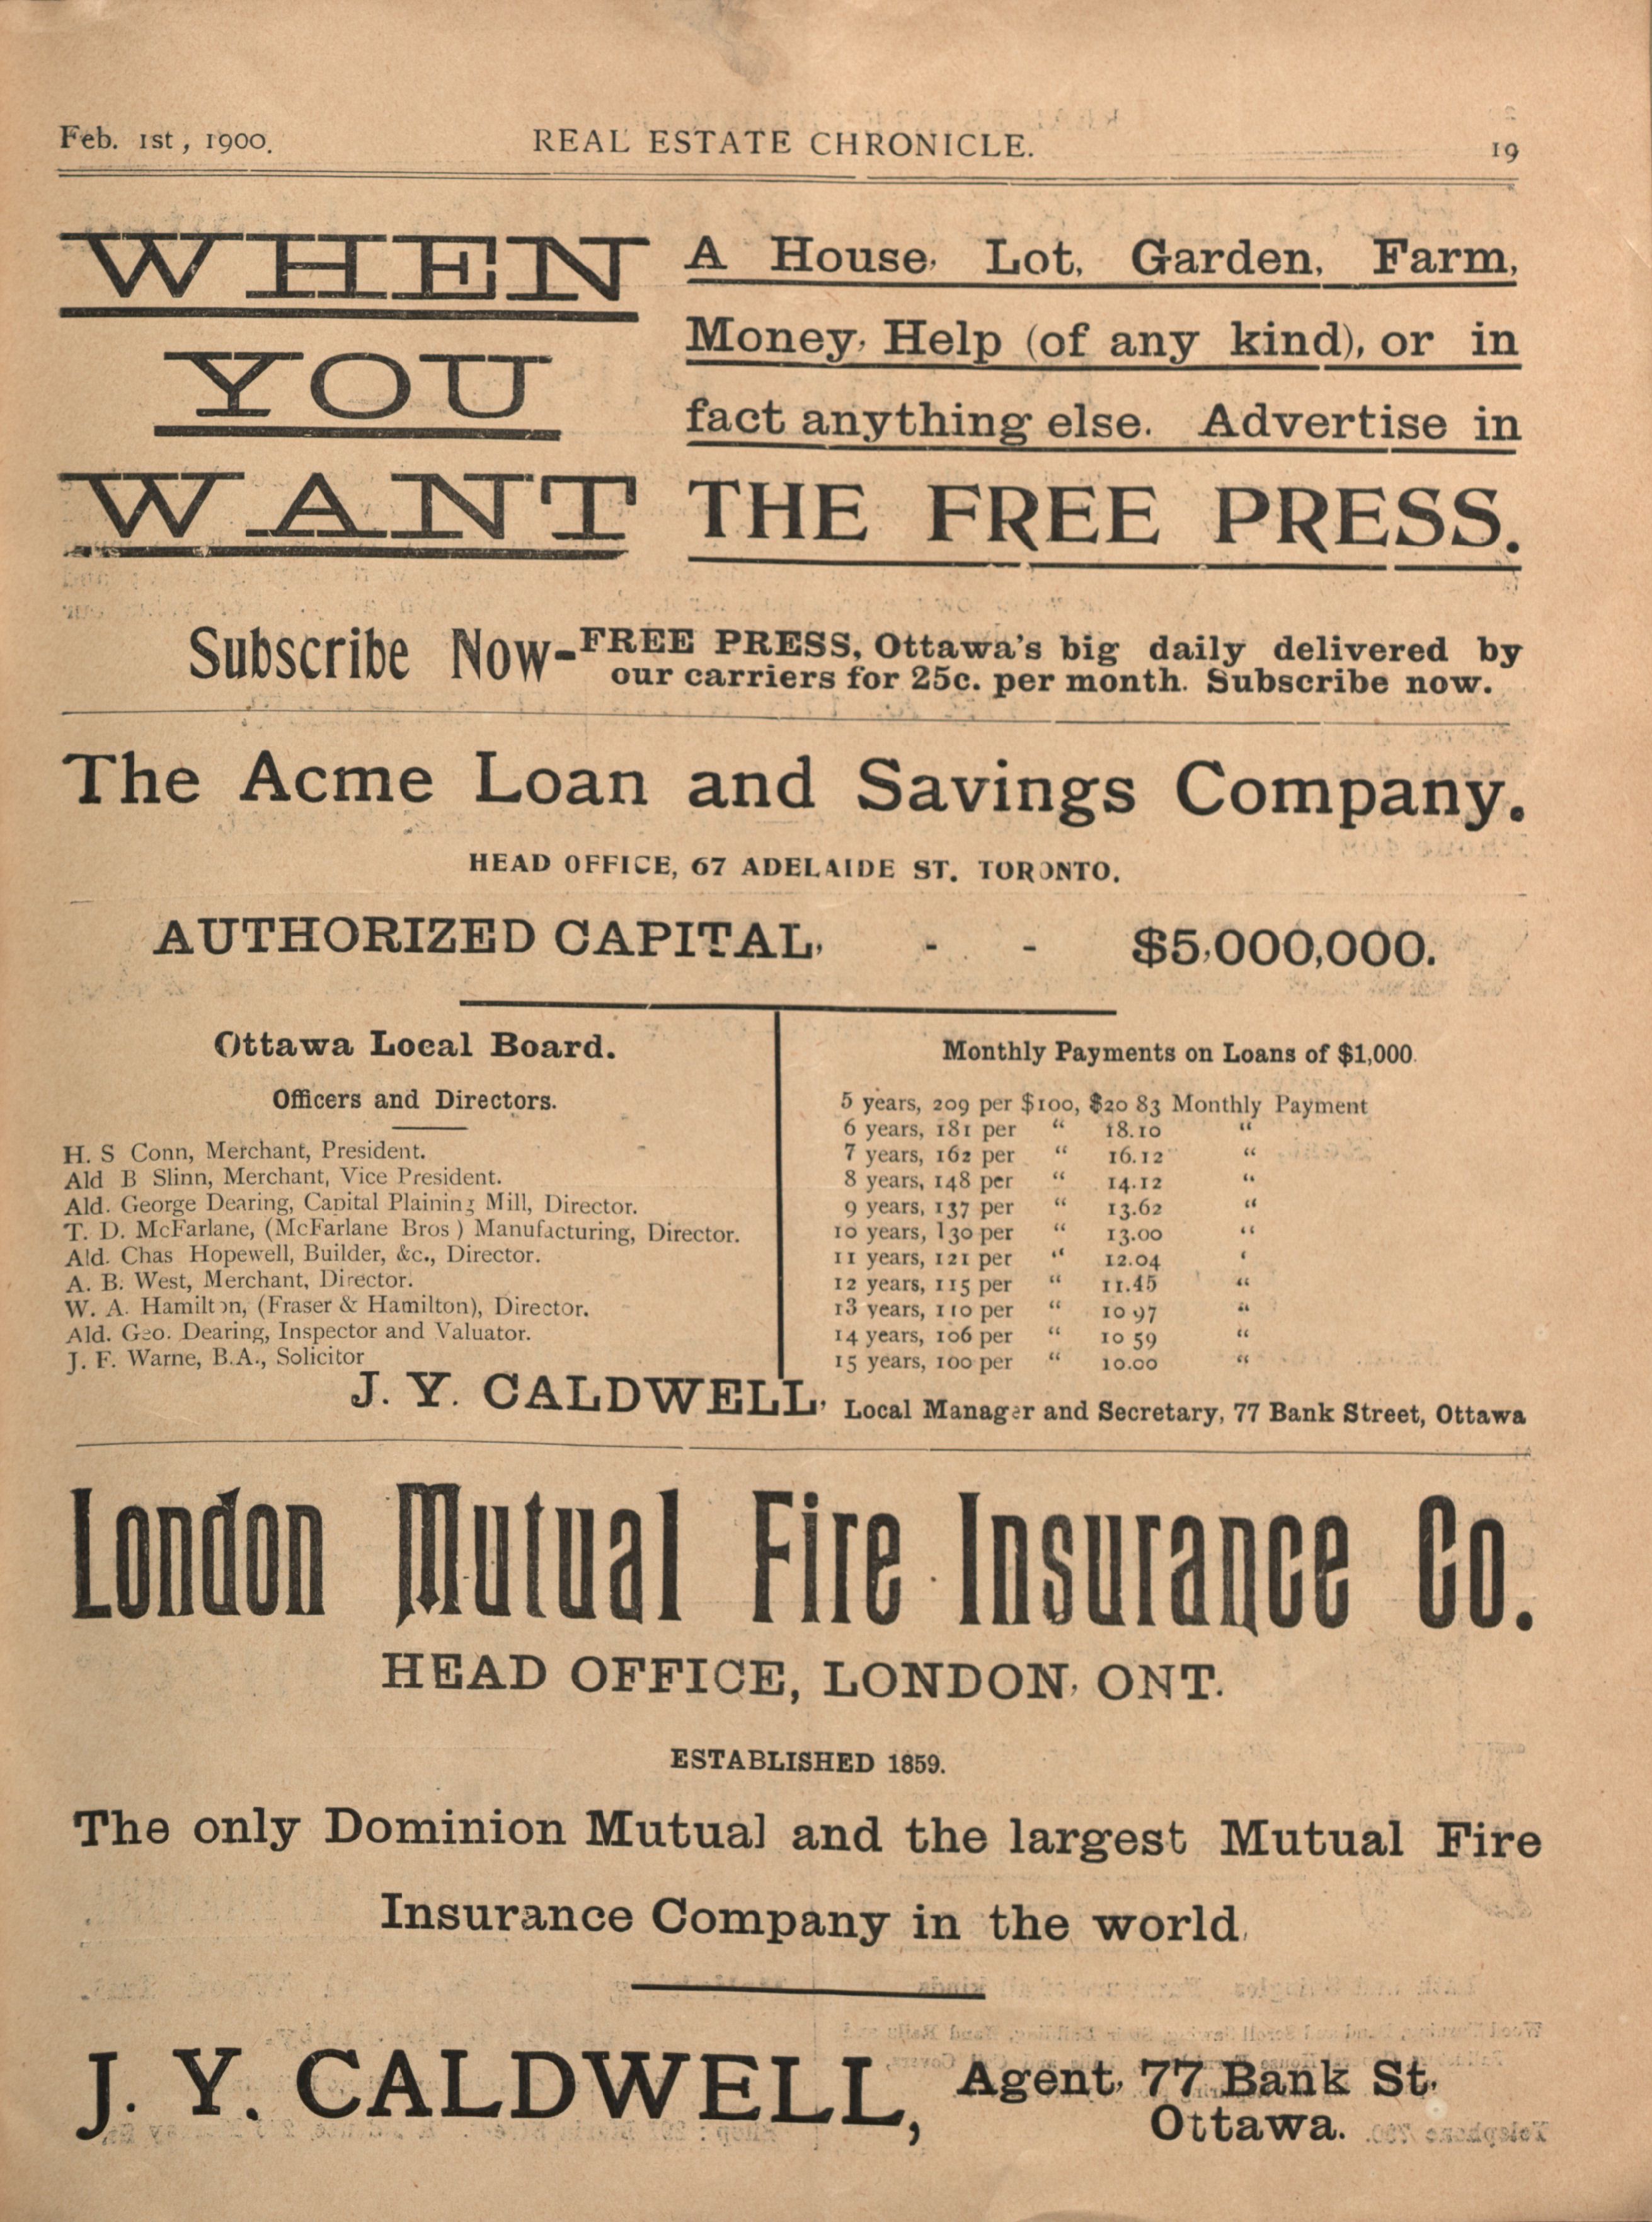 Feb. 1st, 1900. REAL ESTATE CHRONICLE. 19
WHEN
YOU
WANT
A House, Lot, Garden, Farm,
Money, Help (of any kind), or in
fact anything else. Advertise in
THE FREE PRESS.
Subscribe Now-FREE PRESS, Ottawa's big daily delivered by
our carriers for 25c. per month. Subscribe now.
The Acme Loan and Savings Company.
HEAD OFFICE, 67 ADELAIDE ST. TORONTO.
AUTHORIZED CAPITAL, - - $5,000,000.
Ottawa Local Board.
Officers and Directors.
H. S Conn, Merchant, President.
Ald B Slinn, Merchant, Vice President.
Ald. George Dearing, Capital Plaining Mill, Director.
T. D. McFarlane, (McFarlane Bros ) Manufacturing, Director.
Ald. Chas Hopewell, Builder, &c., Director.
A. B. West, Merchant, Director.
W. A. Hamilton, (Fraser & Hamilton), Director.
Ald. Geo. Dearing, Inspector and Valuator.
J. F. Warne, B.A., Solicitor
Monthly Payments on Loans of $1,000.
5 years, 209 per $100, $20 83 Monthly Payment
6 years, 181 per “ 18.10 “
7 years, 162 per “ 16.12 “
8 years, 148 per “ 14.12 “
9 years, 137 per “ 13.62 “
10 years, 130 per “ 13.00 “
11 years, 121 per “ 12.04 ‘
12 years, 115 per “ 11.45 “
13 years, 110 per “ 10 97 “
14 years, 106 per “ 10 59 “
15 years, 100 per “ 10.00 “
J. Y. CALDWELL, Local Manager and Secretary, 77 Bank Street, Ottawa
London Mutual Fire Insurance Co.
HEAD OFFICE, LONDON, ONT.
ESTABLISHED 1859.
The only Dominion Mutual and the largest Mutual Fire
Insurance Company in the world.
J. Y. CALDWELL, Agent, 77 Bank St.
Ottawa.